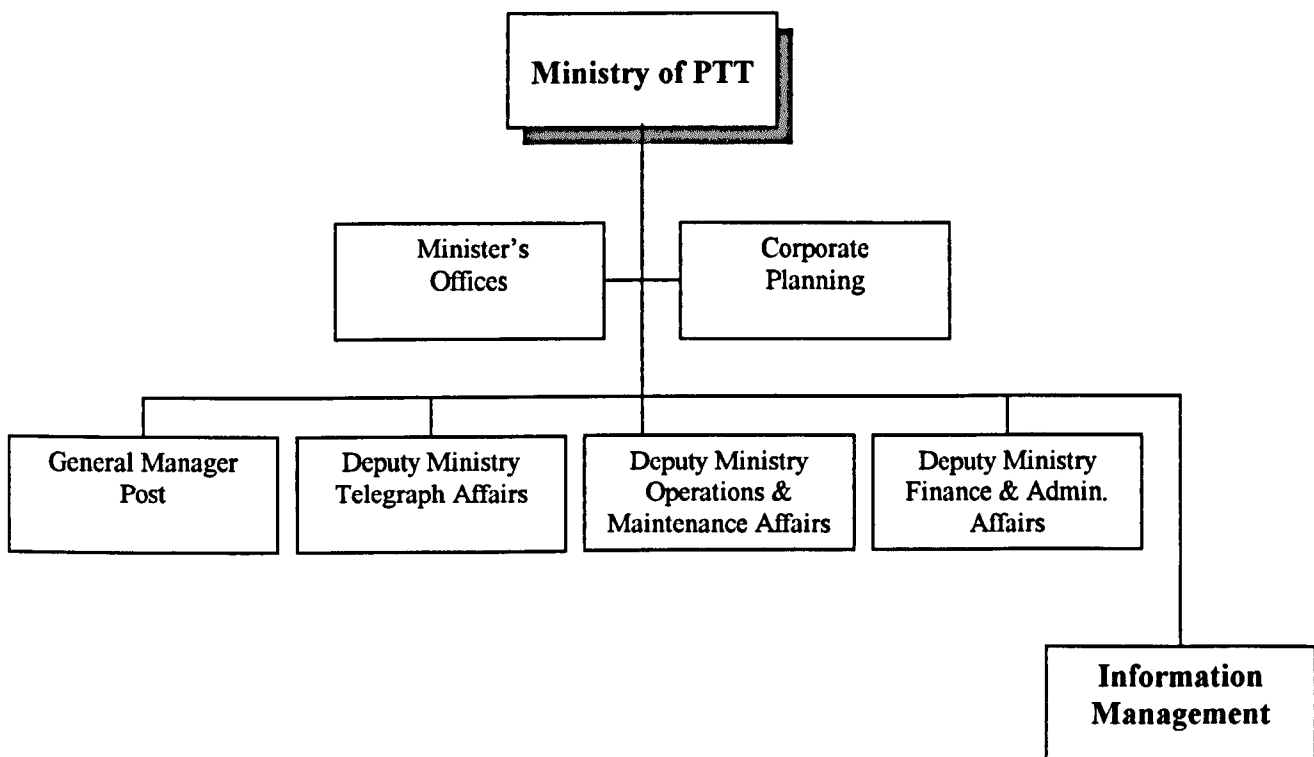 Ministry of PTT
Minister's
Offices
Corporate
Planning
General Manager
Post
Deputy Ministry
Telegraph Affairs
Deputy Ministry
Operations &
Maintenance Affairs
Deputy Ministry
Finance & Admin.
Affairs
Information
Management